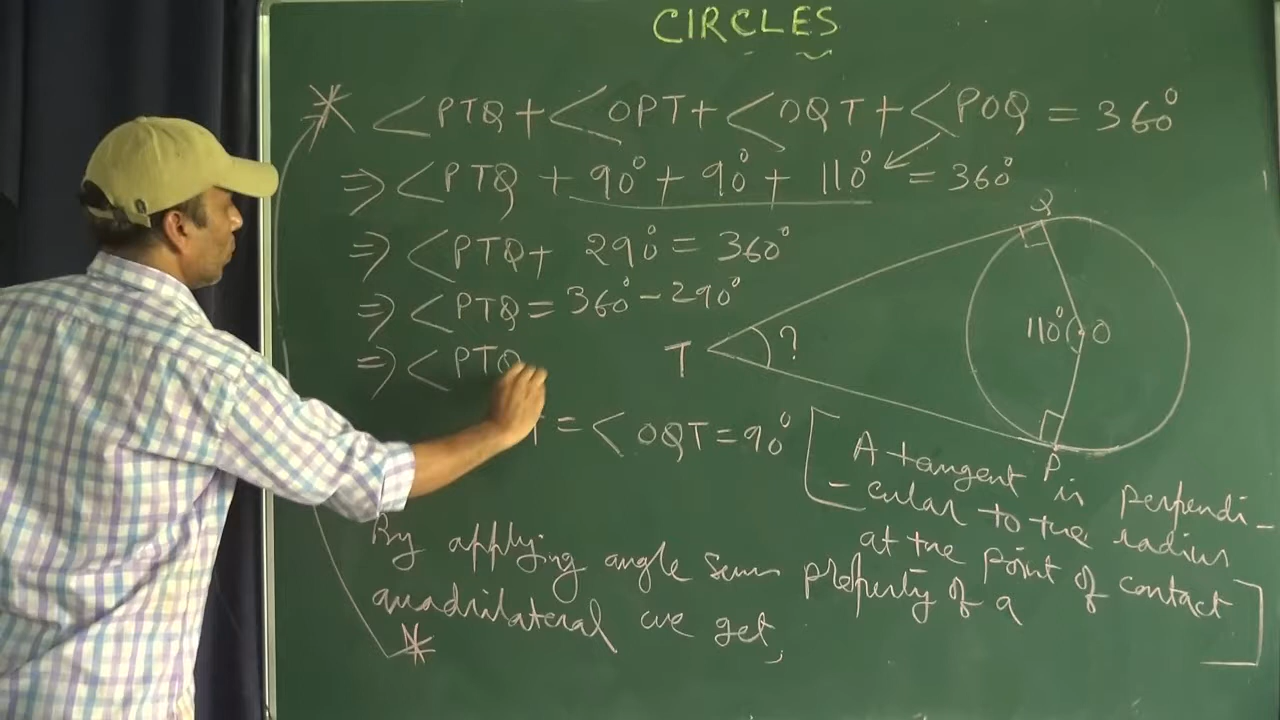 CIRCLES
* <PTQ + <OPT + <OQT + <POQ = 360°
=> <PTQ + 90° + 90° + 110° = 360°
=> <PTQ + 290° = 360°
=> <PTQ = 360° - 290°
=> <PTQ
T = < OQT = 90°
[A tangent is perpendi-
-cular to the radius
at the point of contact]
By applying angle sum property of a
quadrilateral we get,
*
Q
110°
O
T
?
P